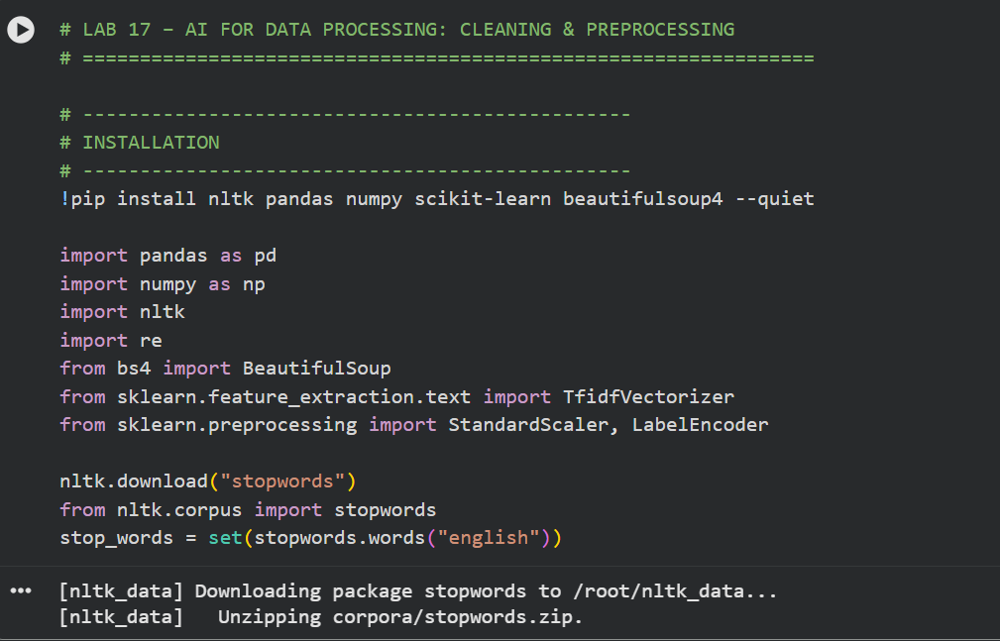 # LAB 17 – AI FOR DATA PROCESSING: CLEANING & PREPROCESSING
# ================================================================
# ------------------------------------------------
# INSTALLATION
# ------------------------------------------------
!pip install nltk pandas numpy scikit-learn beautifulsoup4 --quiet
import pandas as pd
import numpy as np
import nltk
import re
from bs4 import BeautifulSoup
from sklearn.feature_extraction.text import TfidfVectorizer
from sklearn.preprocessing import StandardScaler, LabelEncoder
nltk.download("stopwords")
from nltk.corpus import stopwords
stop_words = set(stopwords.words("english"))
[nltk_data] Downloading package stopwords to /root/nltk_data...
[nltk_data]   Unzipping corpora/stopwords.zip.